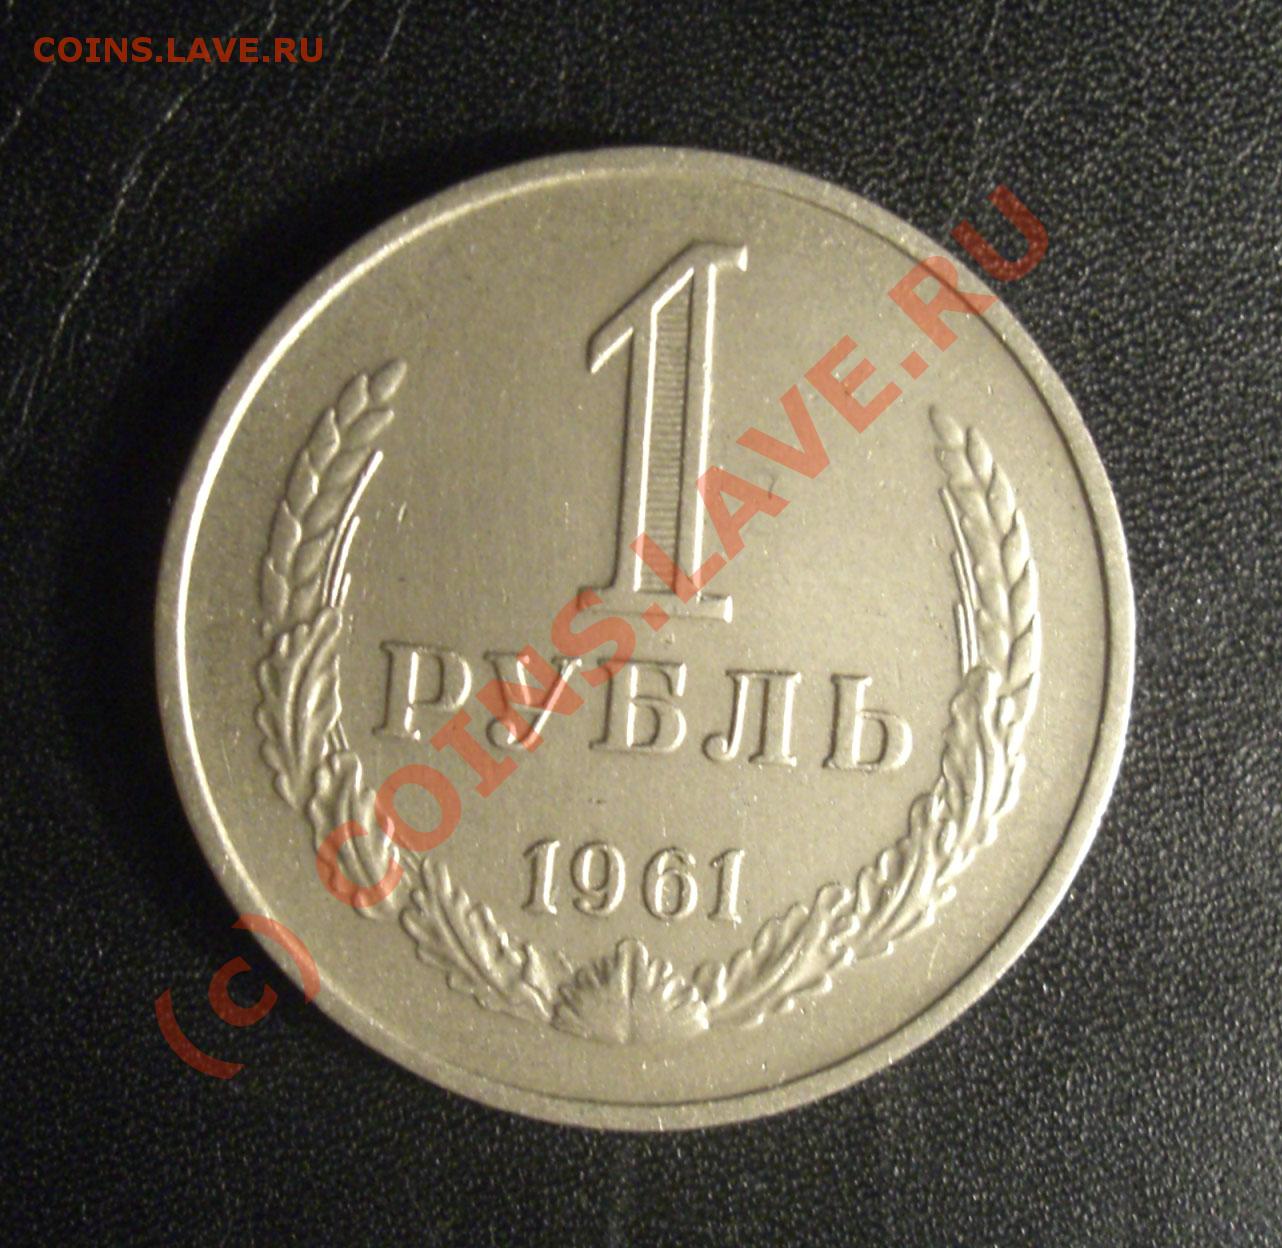 COINS.LAVE.RU
1
РУБЛЬ
1961
(c) COINS.LAVE.RU